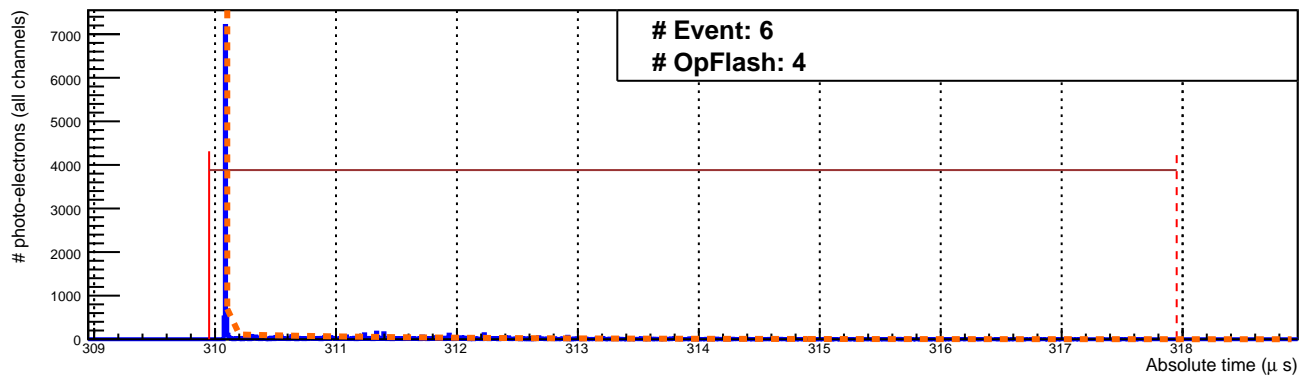 # Event: 6
# OpFlash: 4
# photo-electrons (all channels)
7000
6000
5000
4000
3000
2000
1000
0
309 310 311 312 313 314 315 316 317 318
Absolute time (μ s)